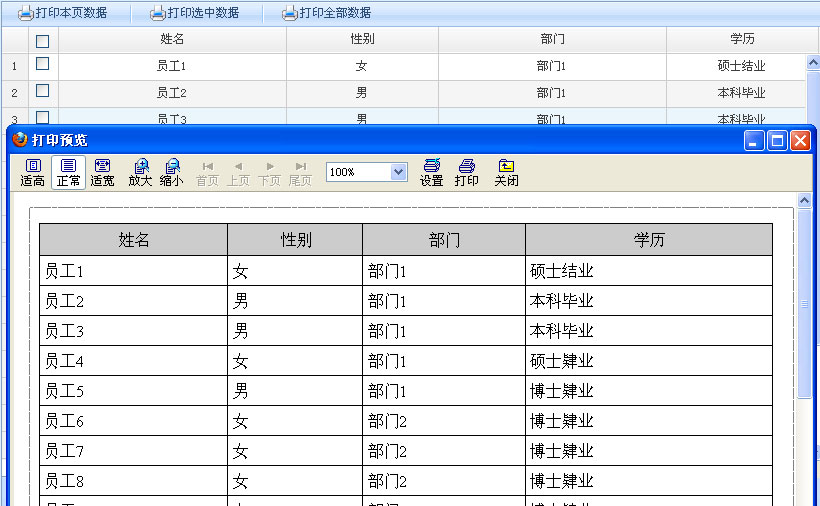 打印本页数据 打印选中数据 打印全部数据
姓名 性别 部门 学历
1 员工1 女 部门1 硕士结业
2 员工2 男 部门1 本科毕业
3 员工3 男 部门1 本科毕业
打印预览
适高 正常 适宽 放大 缩小 首页 上页 下页 尾页 100% 设置 打印 关闭
姓名 性别 部门 学历
员工1 女 部门1 硕士结业
员工2 男 部门1 本科毕业
员工3 男 部门1 本科毕业
员工4 女 部门1 硕士肄业
员工5 男 部门1 博士肄业
员工6 女 部门2 博士肄业
员工7 女 部门2 博士肄业
员工8 女 部门2 博士肄业